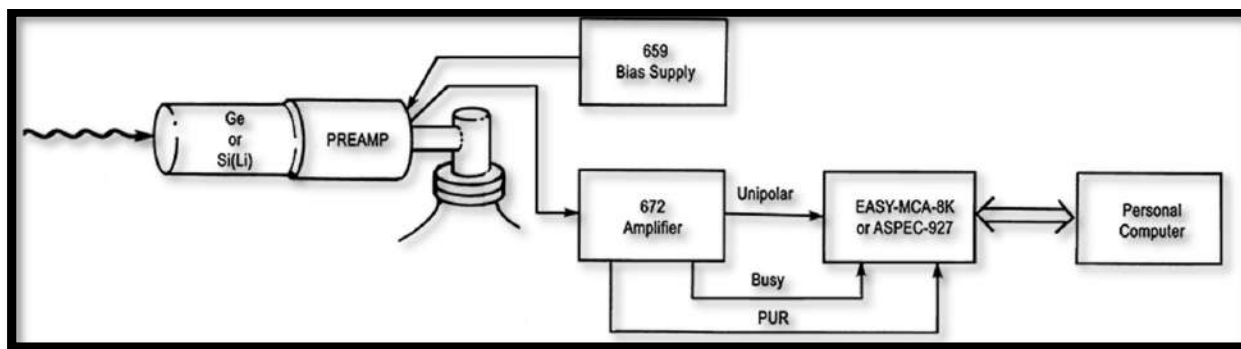 659
Bias Supply
Ge
or
Si(Li)
PREAMP
672
Amplifier
Unipolar
EASY-MCA-8K
or ASPEC-927
Personal
Computer
Busy
PUR